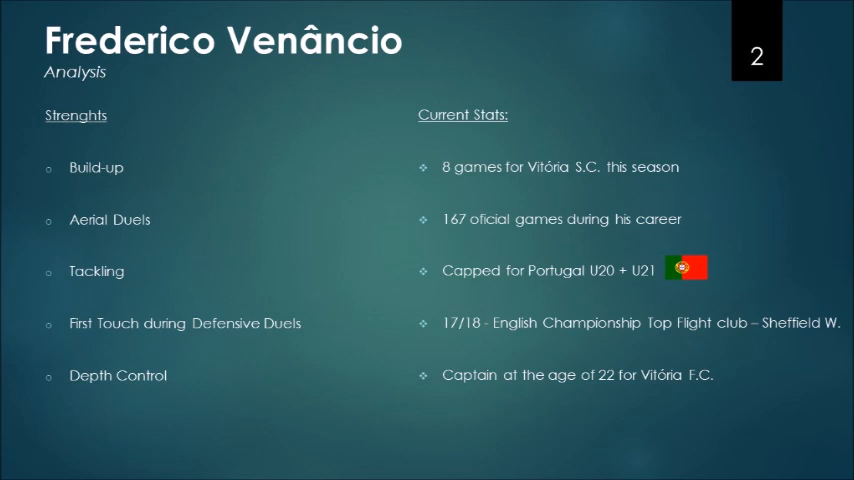 Frederico Venâncio
2
Analysis
Strenghts
Build-up
Aerial Duels
Tackling
First Touch during Defensive Duels
Depth Control
Current Stats:
8 games for Vitória S.C. this season
167 oficial games during his career
Capped for Portugal U20 + U21
17/18 - English Championship Top Flight club – Sheffield W.
Captain at the age of 22 for Vitória F.C.